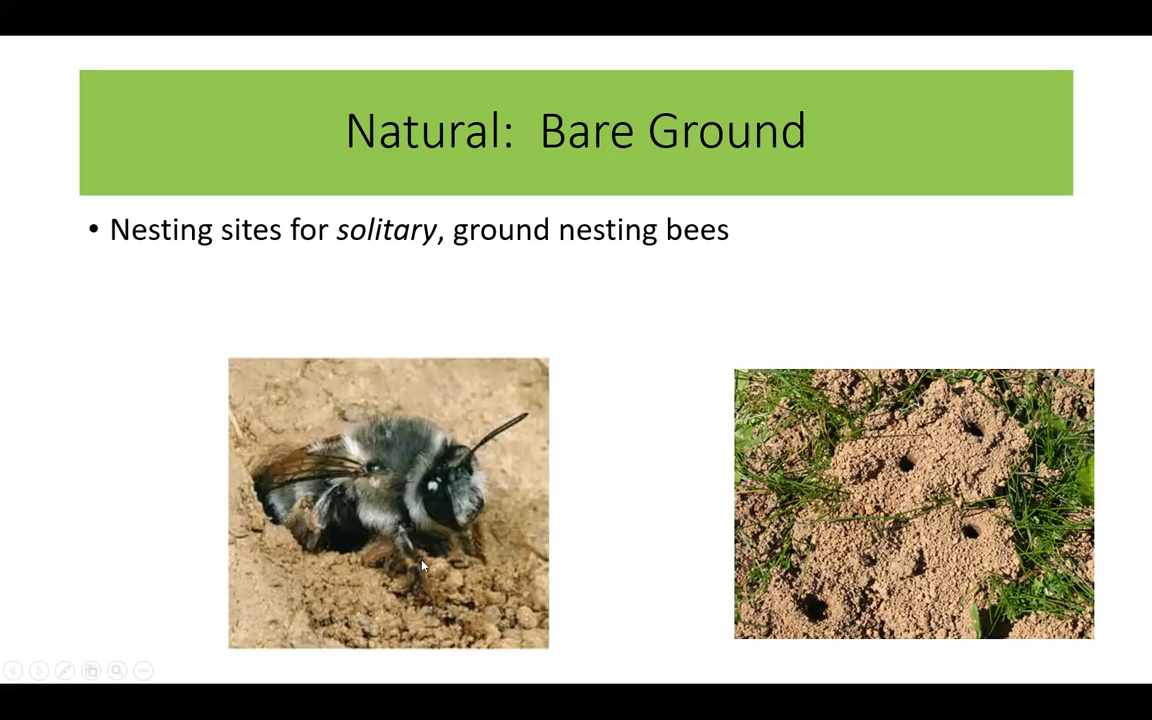 Natural:  Bare Ground
• Nesting sites for solitary, ground nesting bees